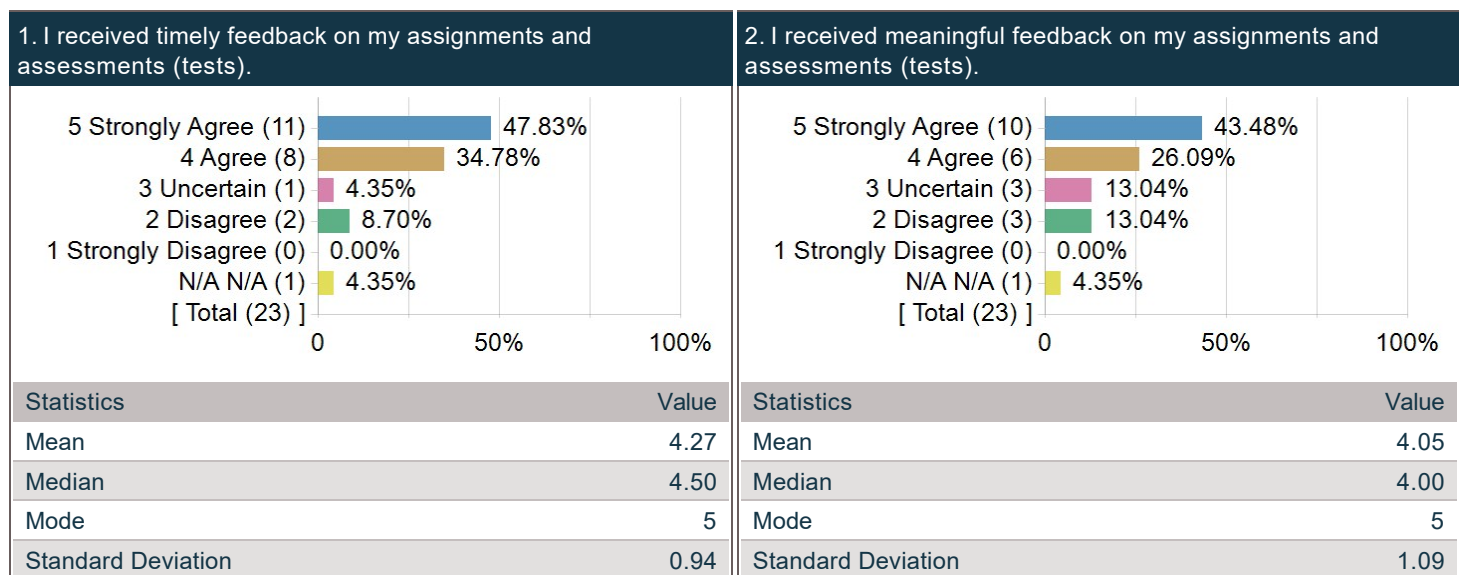 1. I received timely feedback on my assignments and
assessments (tests).
5 Strongly Agree (11) 47.83%
4 Agree (8) 34.78%
3 Uncertain (1) 4.35%
2 Disagree (2) 8.70%
1 Strongly Disagree (0) 0.00%
N/A N/A (1) 4.35%
[ Total (23) ]
0 50% 100%
Statistics Value
Mean 4.27
Median 4.50
Mode 5
Standard Deviation 0.94
2. I received meaningful feedback on my assignments and
assessments (tests).
5 Strongly Agree (10) 43.48%
4 Agree (6) 26.09%
3 Uncertain (3) 13.04%
2 Disagree (3) 13.04%
1 Strongly Disagree (0) 0.00%
N/A N/A (1) 4.35%
[ Total (23) ]
0 50% 100%
Statistics Value
Mean 4.05
Median 4.00
Mode 5
Standard Deviation 1.09